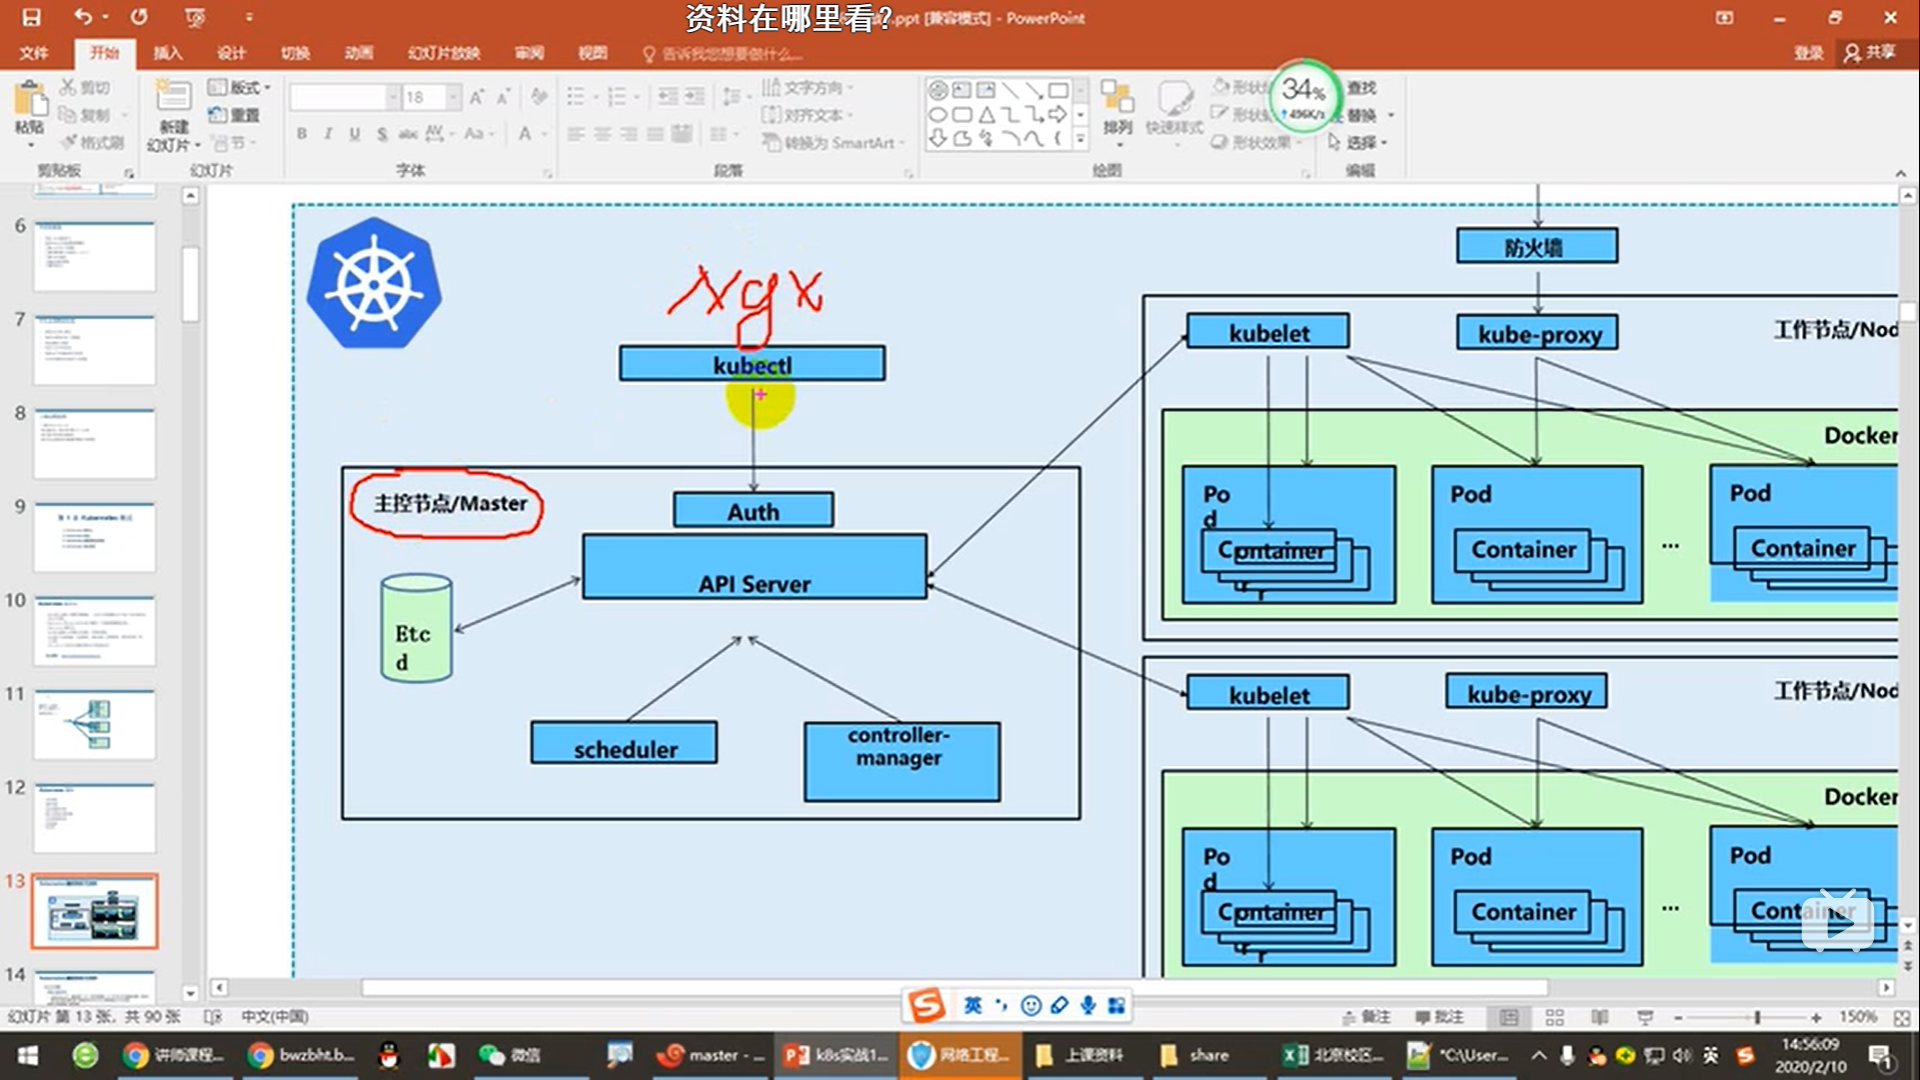 资料在哪里看?
.ppt [兼容模式] - PowerPoint
文件 开始 插入 设计 切换 动画 幻灯片放映 审阅 视图 告诉我您想要做什么... 登录 共享
粘贴 剪切 复制 格式刷 剪贴板
新建 幻灯片 版式 重置 节 幻灯片
18
B I U S abc AV Aa A 字体
文字方向 对齐文本 转换为 SmartArt 段落
排列 快速样式 形状效果 绘图
34%
查找 替换 选择 编辑
6
7
8
9
10
11
12
13
14
Ngx
kubectl
主控节点/Master
Auth
API Server
Etc
d
scheduler
controller-
manager
防火墙
kubelet
kube-proxy
工作节点/Nod
Docker
Po
d
Container
Pod
Container
...
Pod
Container
kubelet
kube-proxy
工作节点/Nod
Docker
Po
d
Container
Pod
Container
...
Pod
Container
幻灯片 第 13 张，共 90 张 中文(中国) 备注 批注 150%
英
讲师课程... bwzbht.b... 微信 master - ... k8s实战1... 网络工程... 上课资料 share 北京校区... *C:\User... 英
14:56:09
2020/2/10